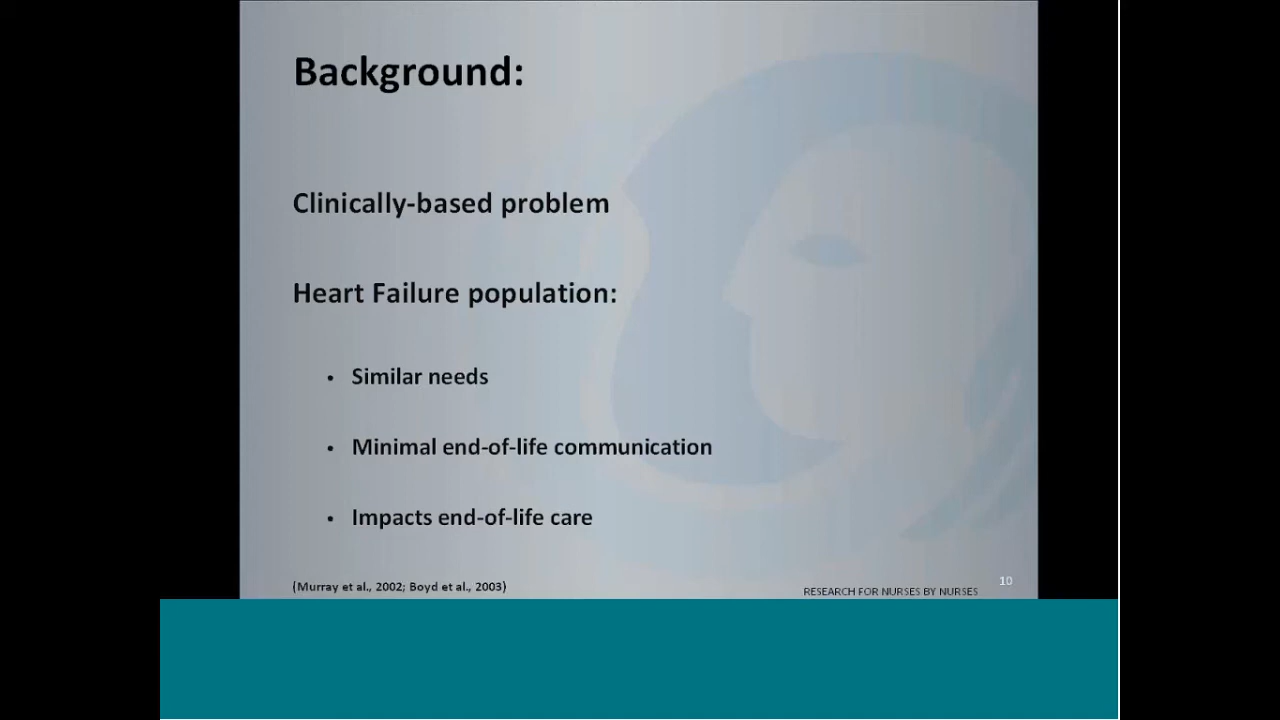 Background:
Clinically-based problem
Heart Failure population:
• Similar needs
• Minimal end-of-life communication
• Impacts end-of-life care
(Murray et al., 2002; Boyd et al., 2003)
10
RESEARCH FOR NURSES BY NURSES